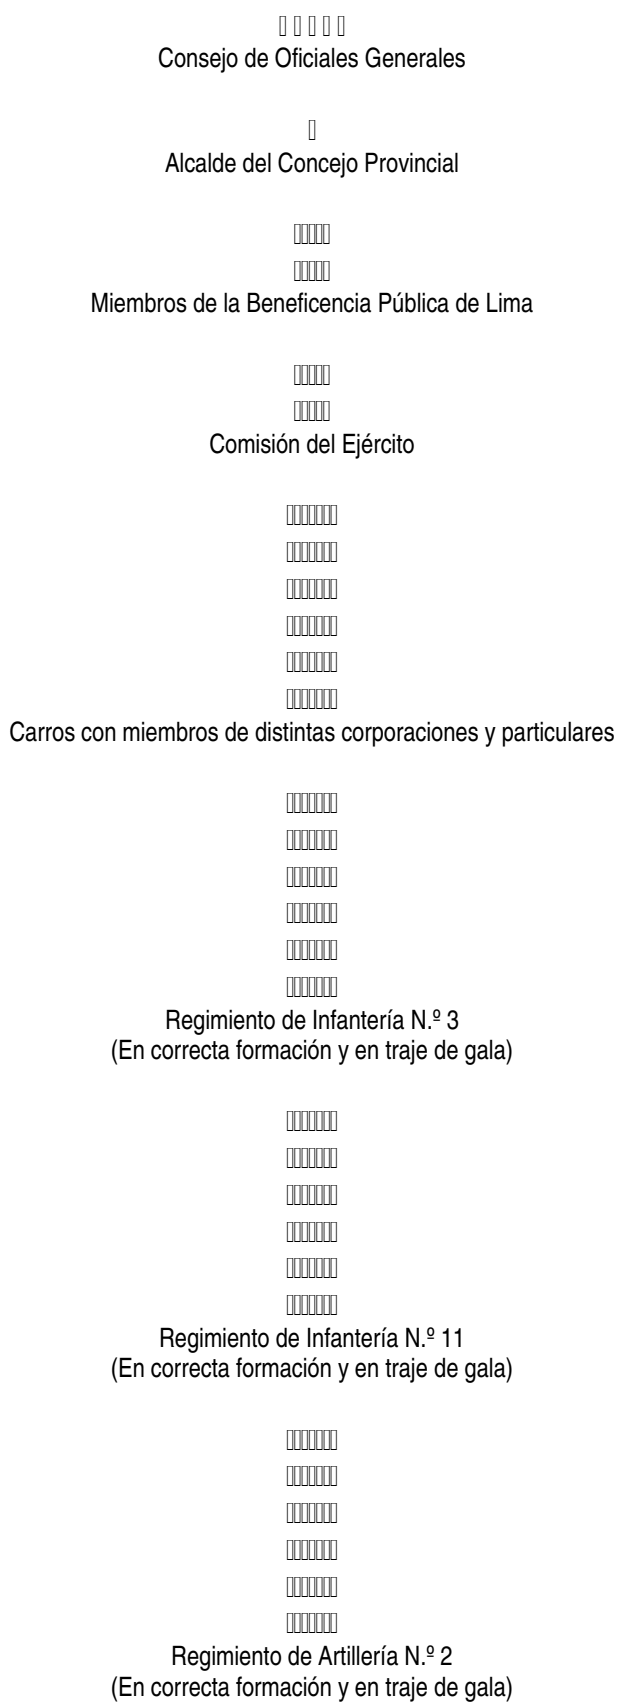 Consejo de Oficiales Generales
Alcalde del Concejo Provincial
Miembros de la Beneficencia Pública de Lima
Comisión del Ejército
Carros con miembros de distintas corporaciones y particulares
Regimiento de Infantería N.º 3
(En correcta formación y en traje de gala)
Regimiento de Infantería N.º 11
(En correcta formación y en traje de gala)
Regimiento de Artillería N.º 2
(En correcta formación y en traje de gala)